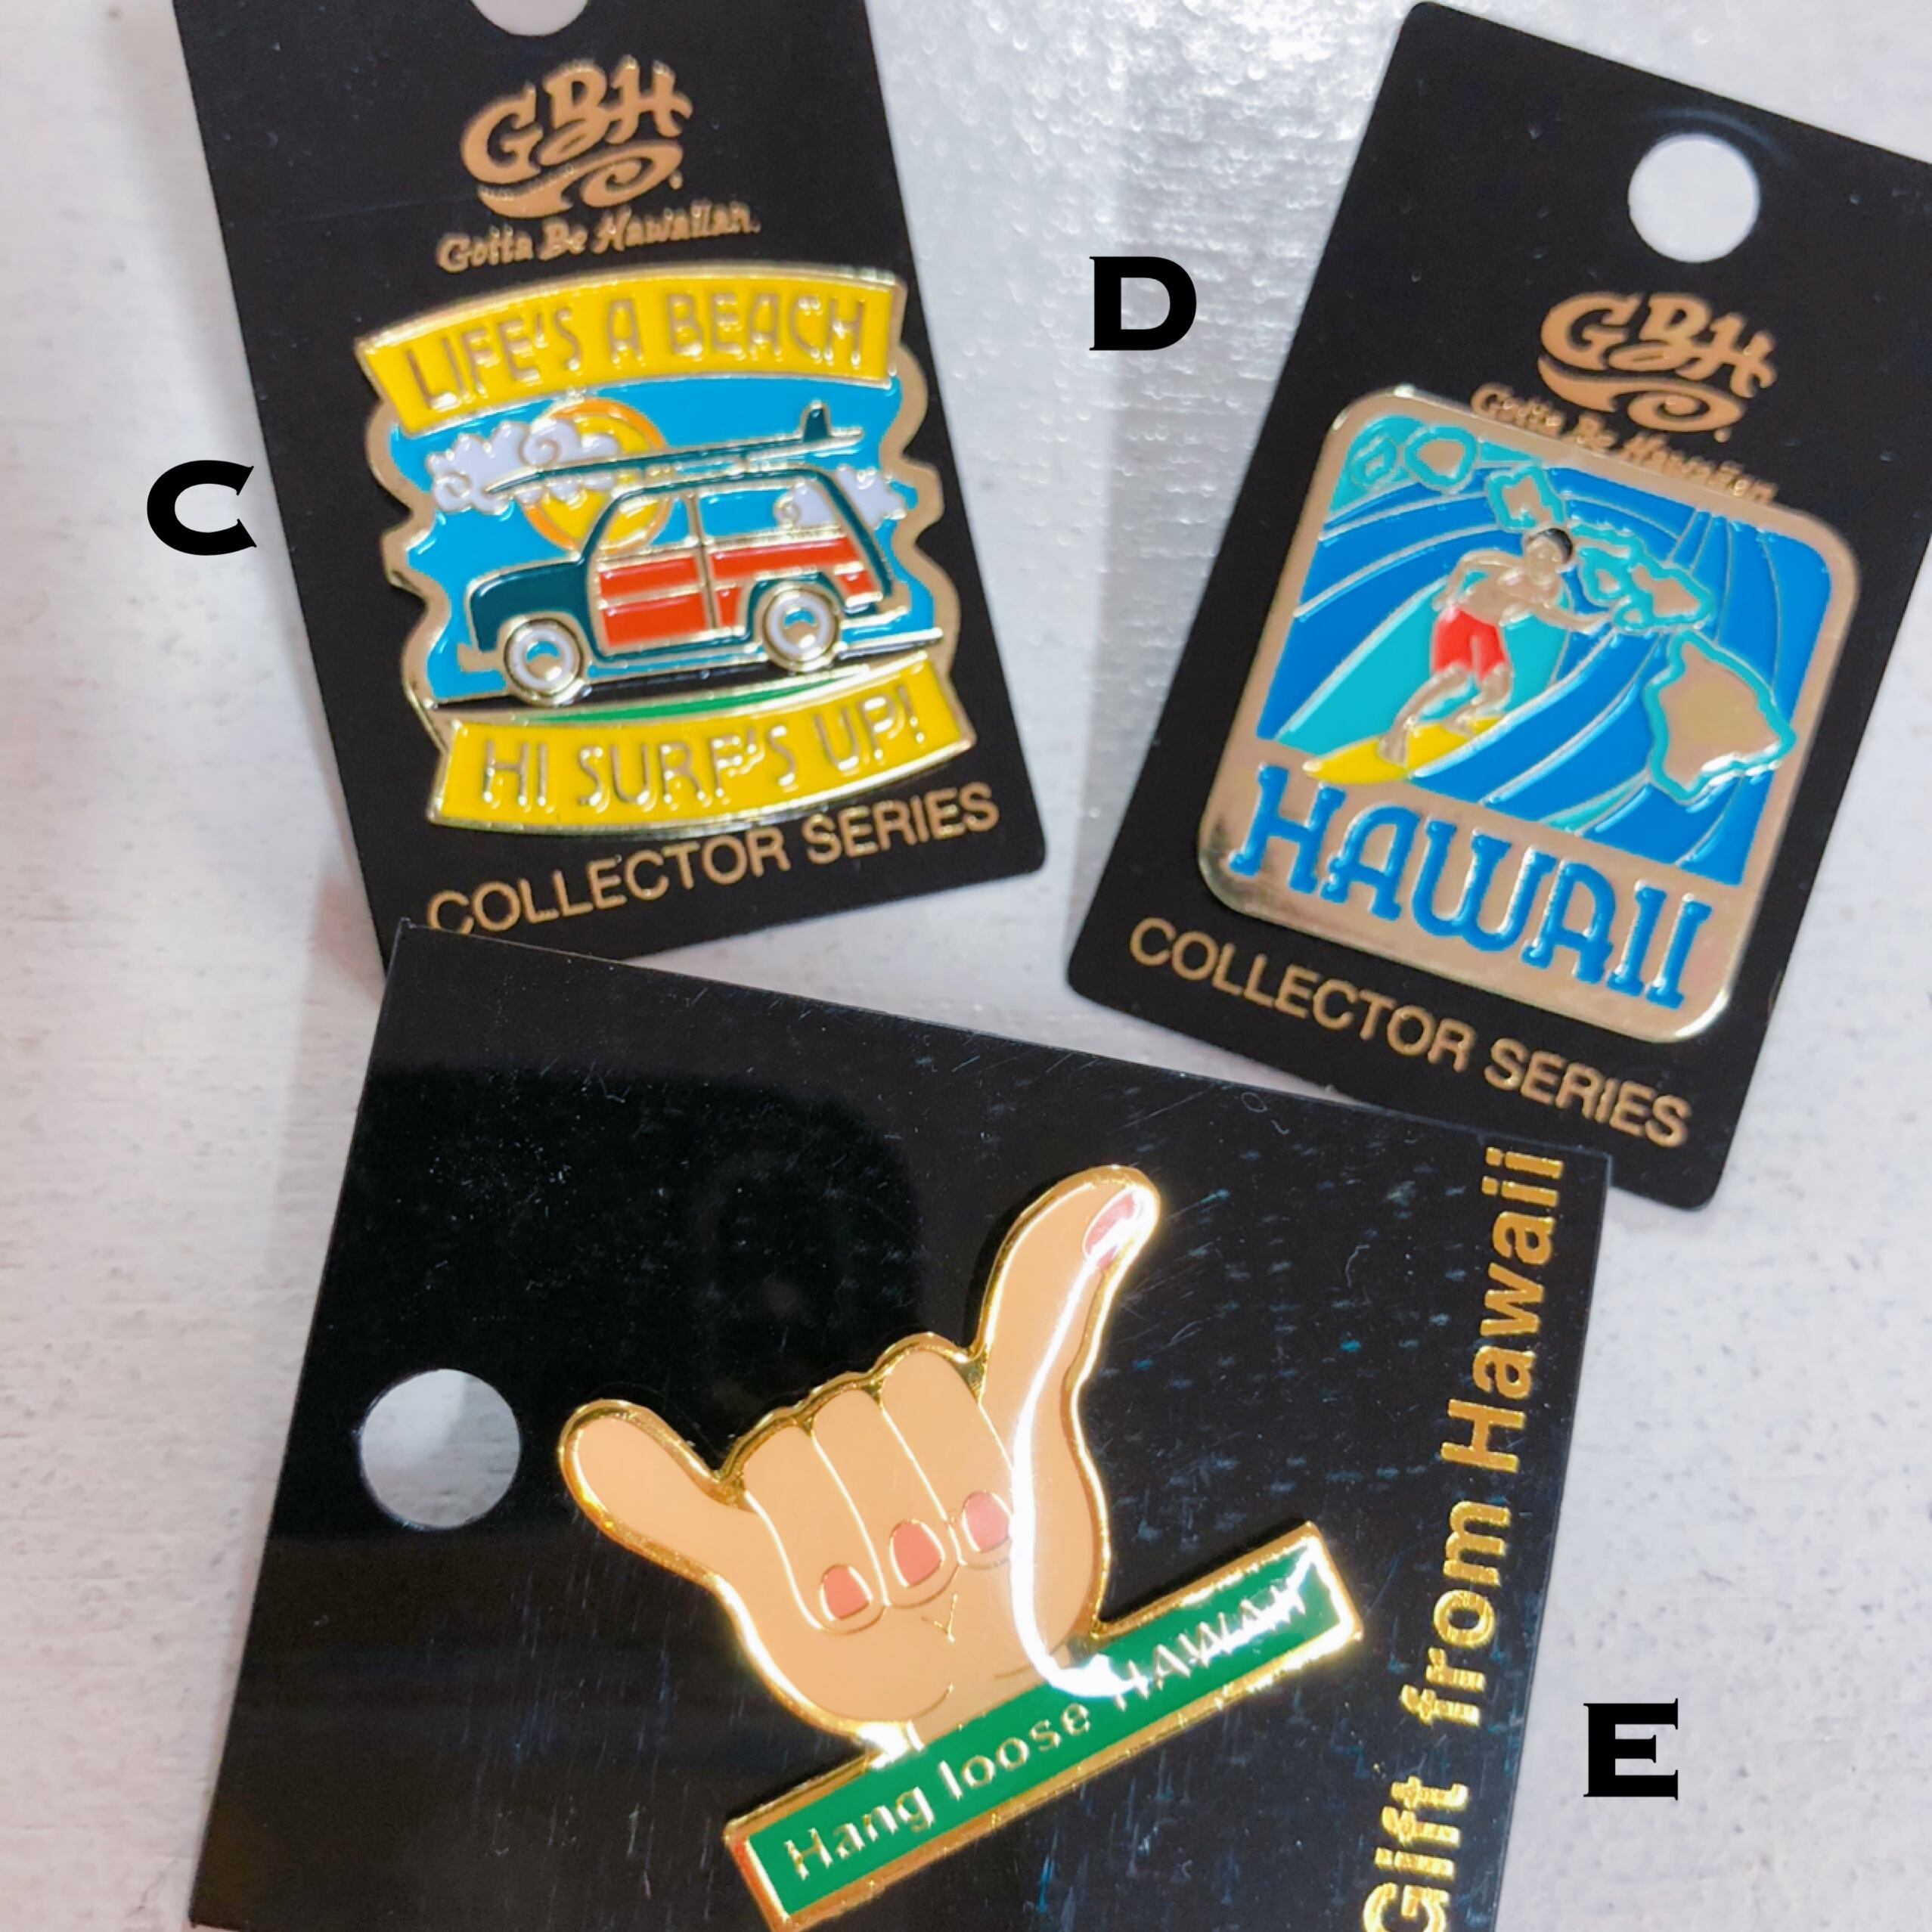 GBH
Gotta Be Hawaiian.
LIFE'S A BEACH
HI SURF'S UP!
COLLECTOR SERIES
C
D
GBH
Gotta Be Hawaiian
HAWAII
COLLECTOR SERIES
Hang loose HAWAII
Gift from Hawaii
E